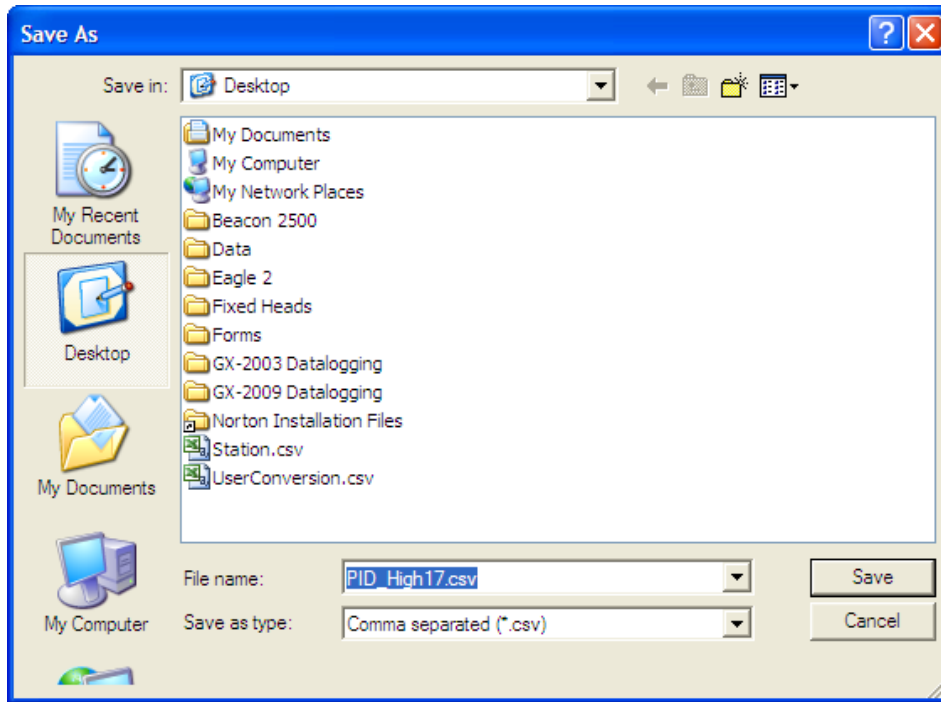 Save As
Save in:
Desktop
My Recent
Documents
Desktop
My Documents
My Computer
My Documents
My Computer
My Network Places
Beacon 2500
Data
Eagle 2
Fixed Heads
Forms
GX-2003 Datalogging
GX-2009 Datalogging
Norton Installation Files
Station.csv
UserConversion.csv
File name:
PID_High17.csv
Save
Save as type:
Comma separated (*.csv)
Cancel